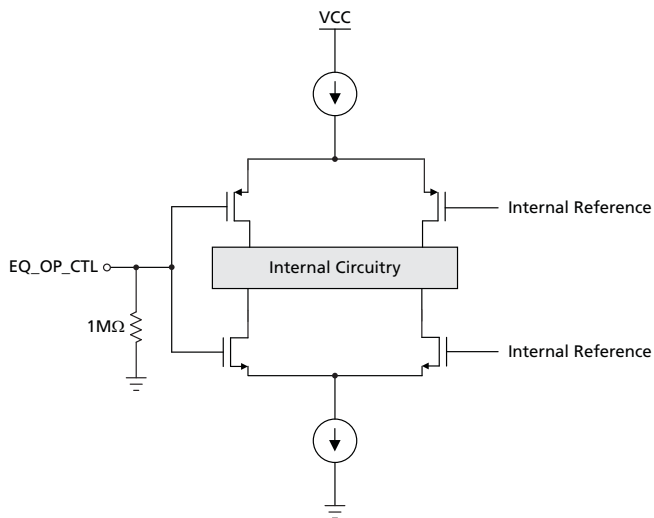 VCC
Internal Reference
EQ_OP_CTL
Internal Circuitry
1MΩ
Internal Reference